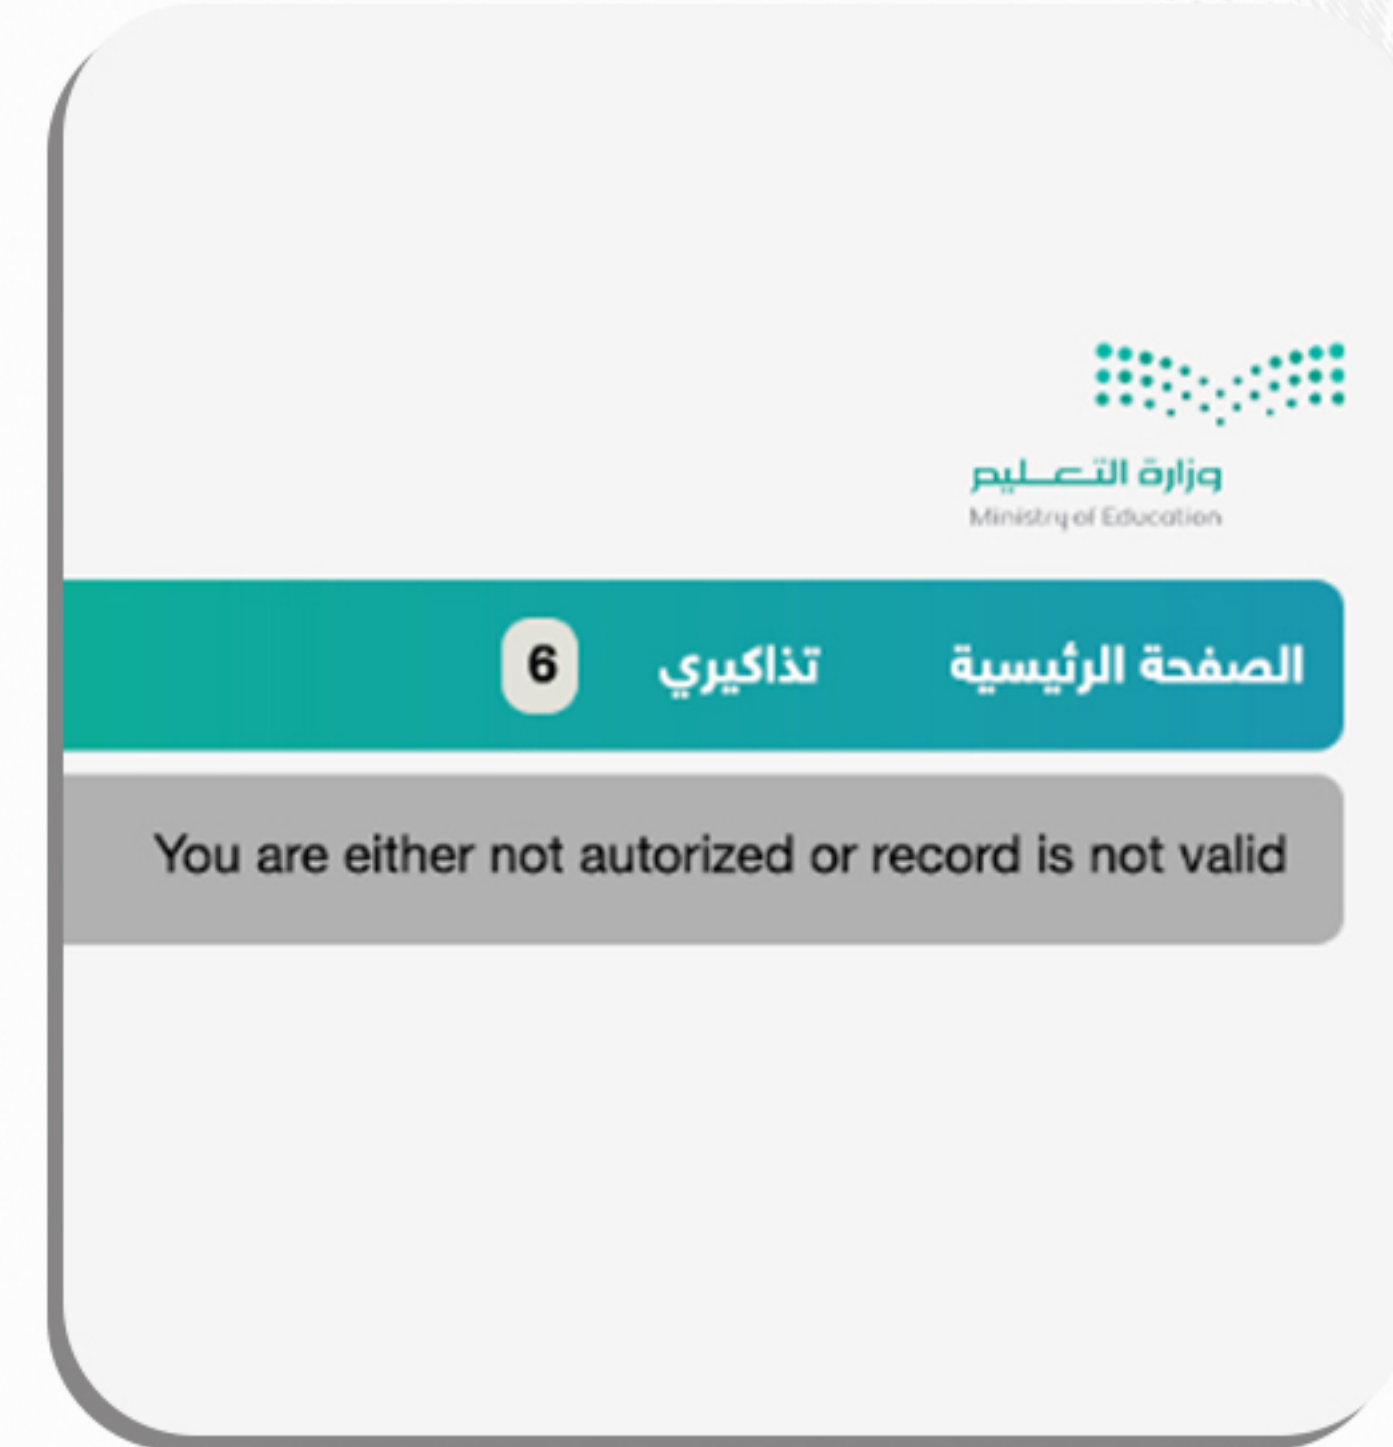 وزارة التعليم
Ministry of Education
الصفحة الرئيسية تذاكيري 6
You are either not autorized or record is not valid